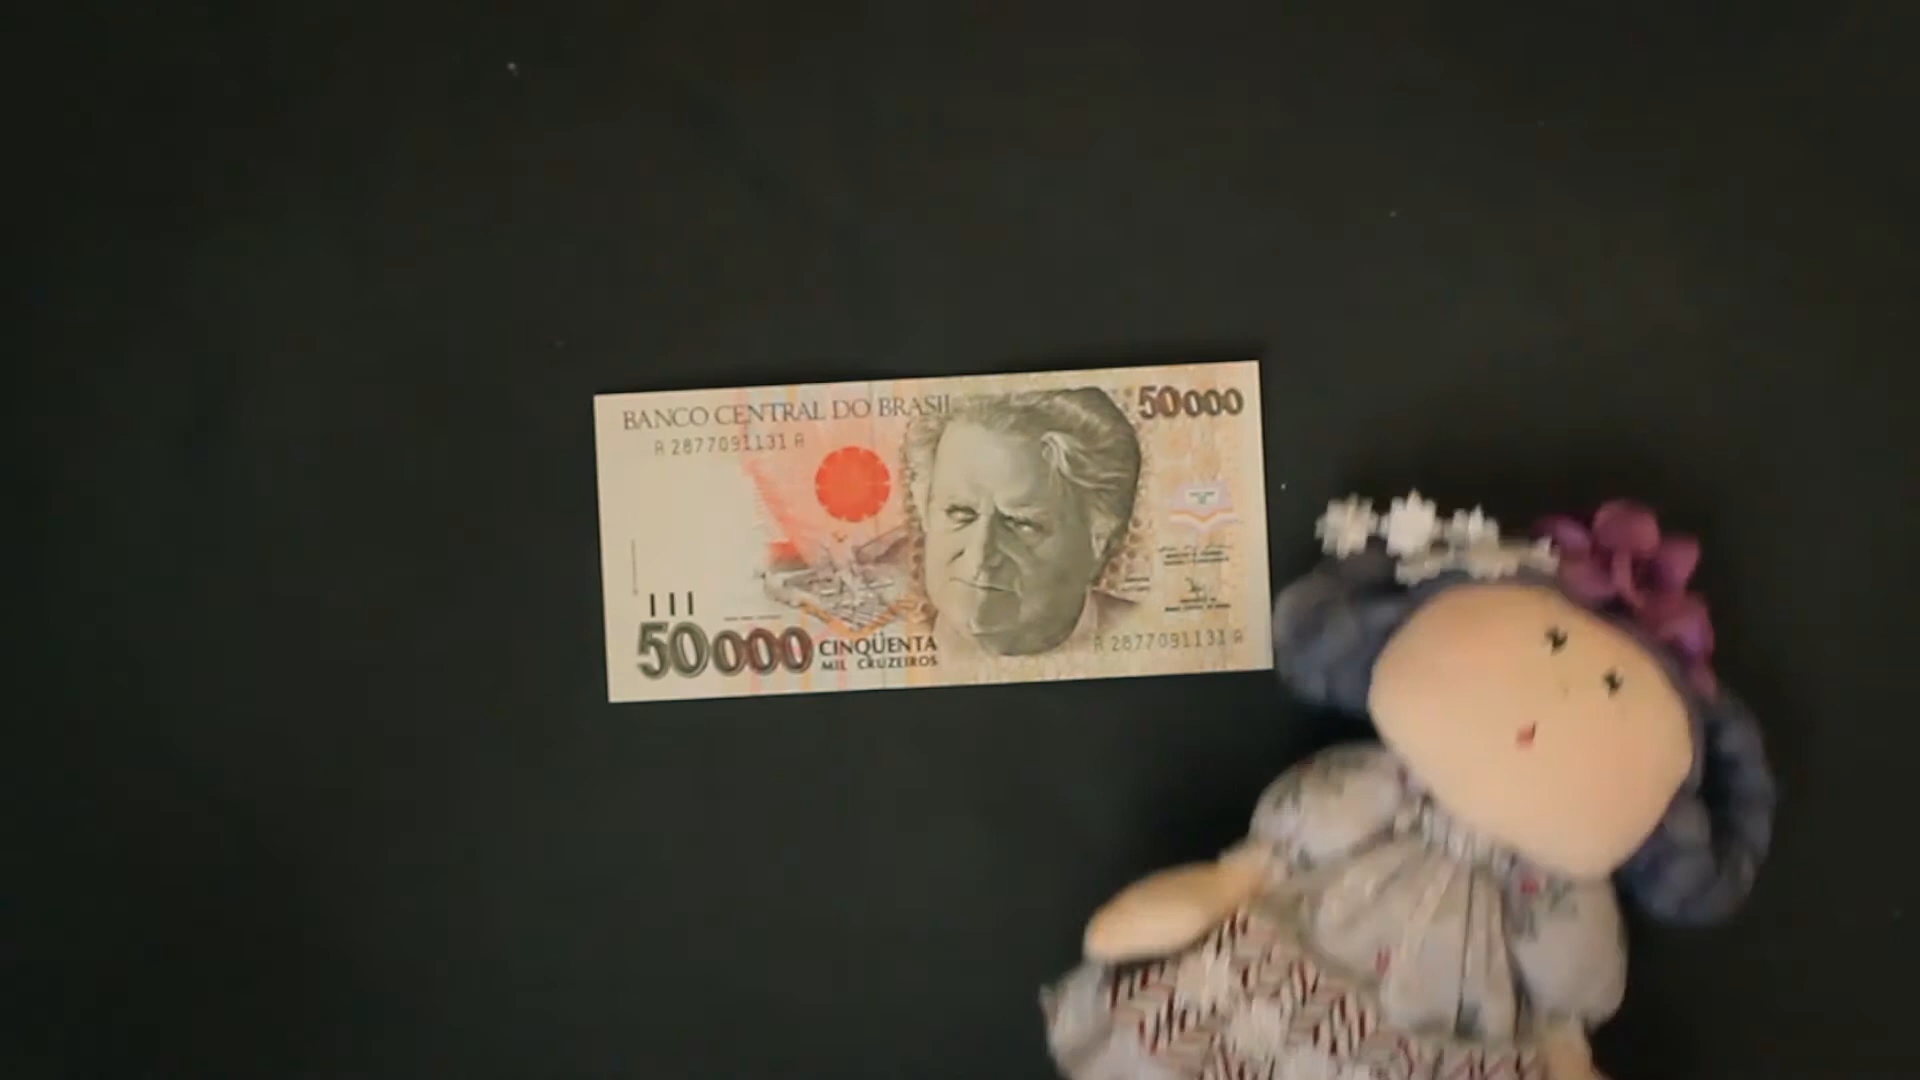 BANCO CENTRAL DO BRASIL
50000
A 2877091131 A
50000
CINQÜENTA
MIL CRUZEIROS
A 2877091131 A